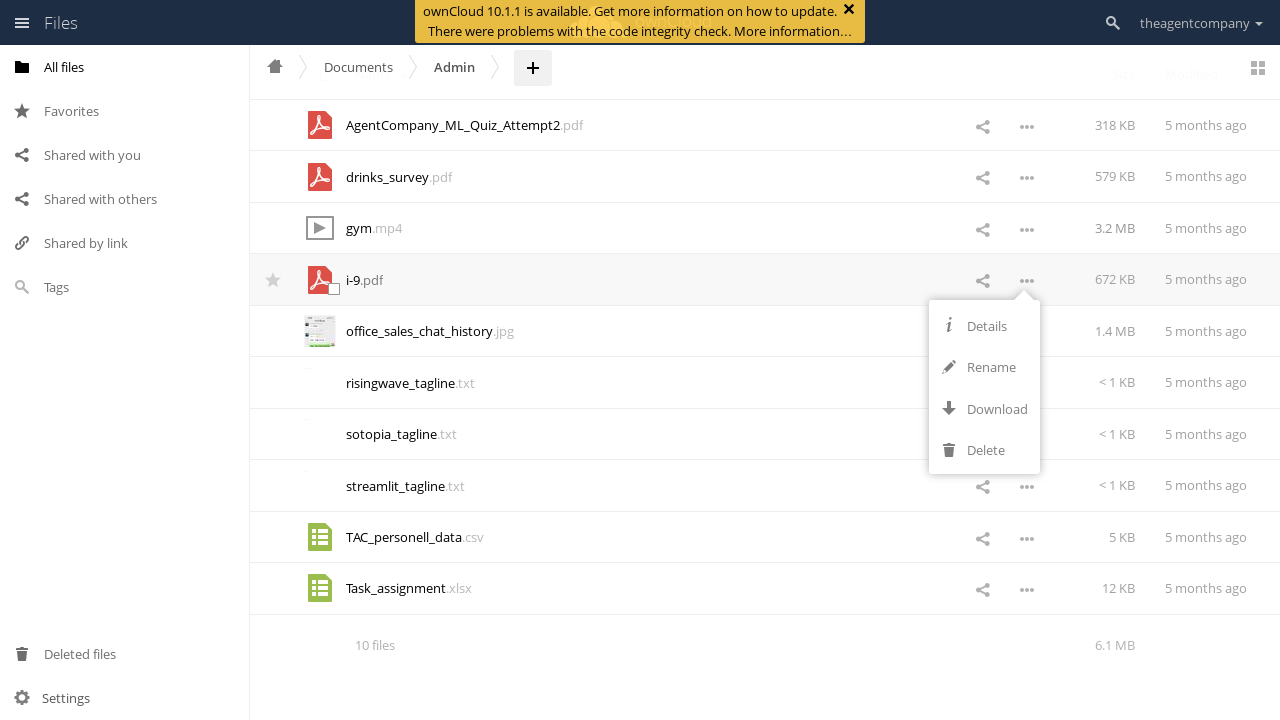 Files
ownCloud 10.1.1 is available. Get more information on how to update.
There were problems with the code integrity check. More information…
theagentcompany
All files
Favorites
Shared with you
Shared with others
Shared by link
Tags
Deleted files
Settings
Documents
Admin
AgentCompany_ML_Quiz_Attempt2.pdf 318 KB 5 months ago
drinks_survey.pdf 579 KB 5 months ago
gym.mp4 3.2 MB 5 months ago
i-9.pdf 672 KB 5 months ago
office_sales_chat_history.jpg 1.4 MB 5 months ago
risingwave_tagline.txt < 1 KB 5 months ago
sotopia_tagline.txt < 1 KB 5 months ago
streamlit_tagline.txt < 1 KB 5 months ago
TAC_personell_data.csv 5 KB 5 months ago
Task_assignment.xlsx 12 KB 5 months ago
10 files 6.1 MB
Details
Rename
Download
Delete